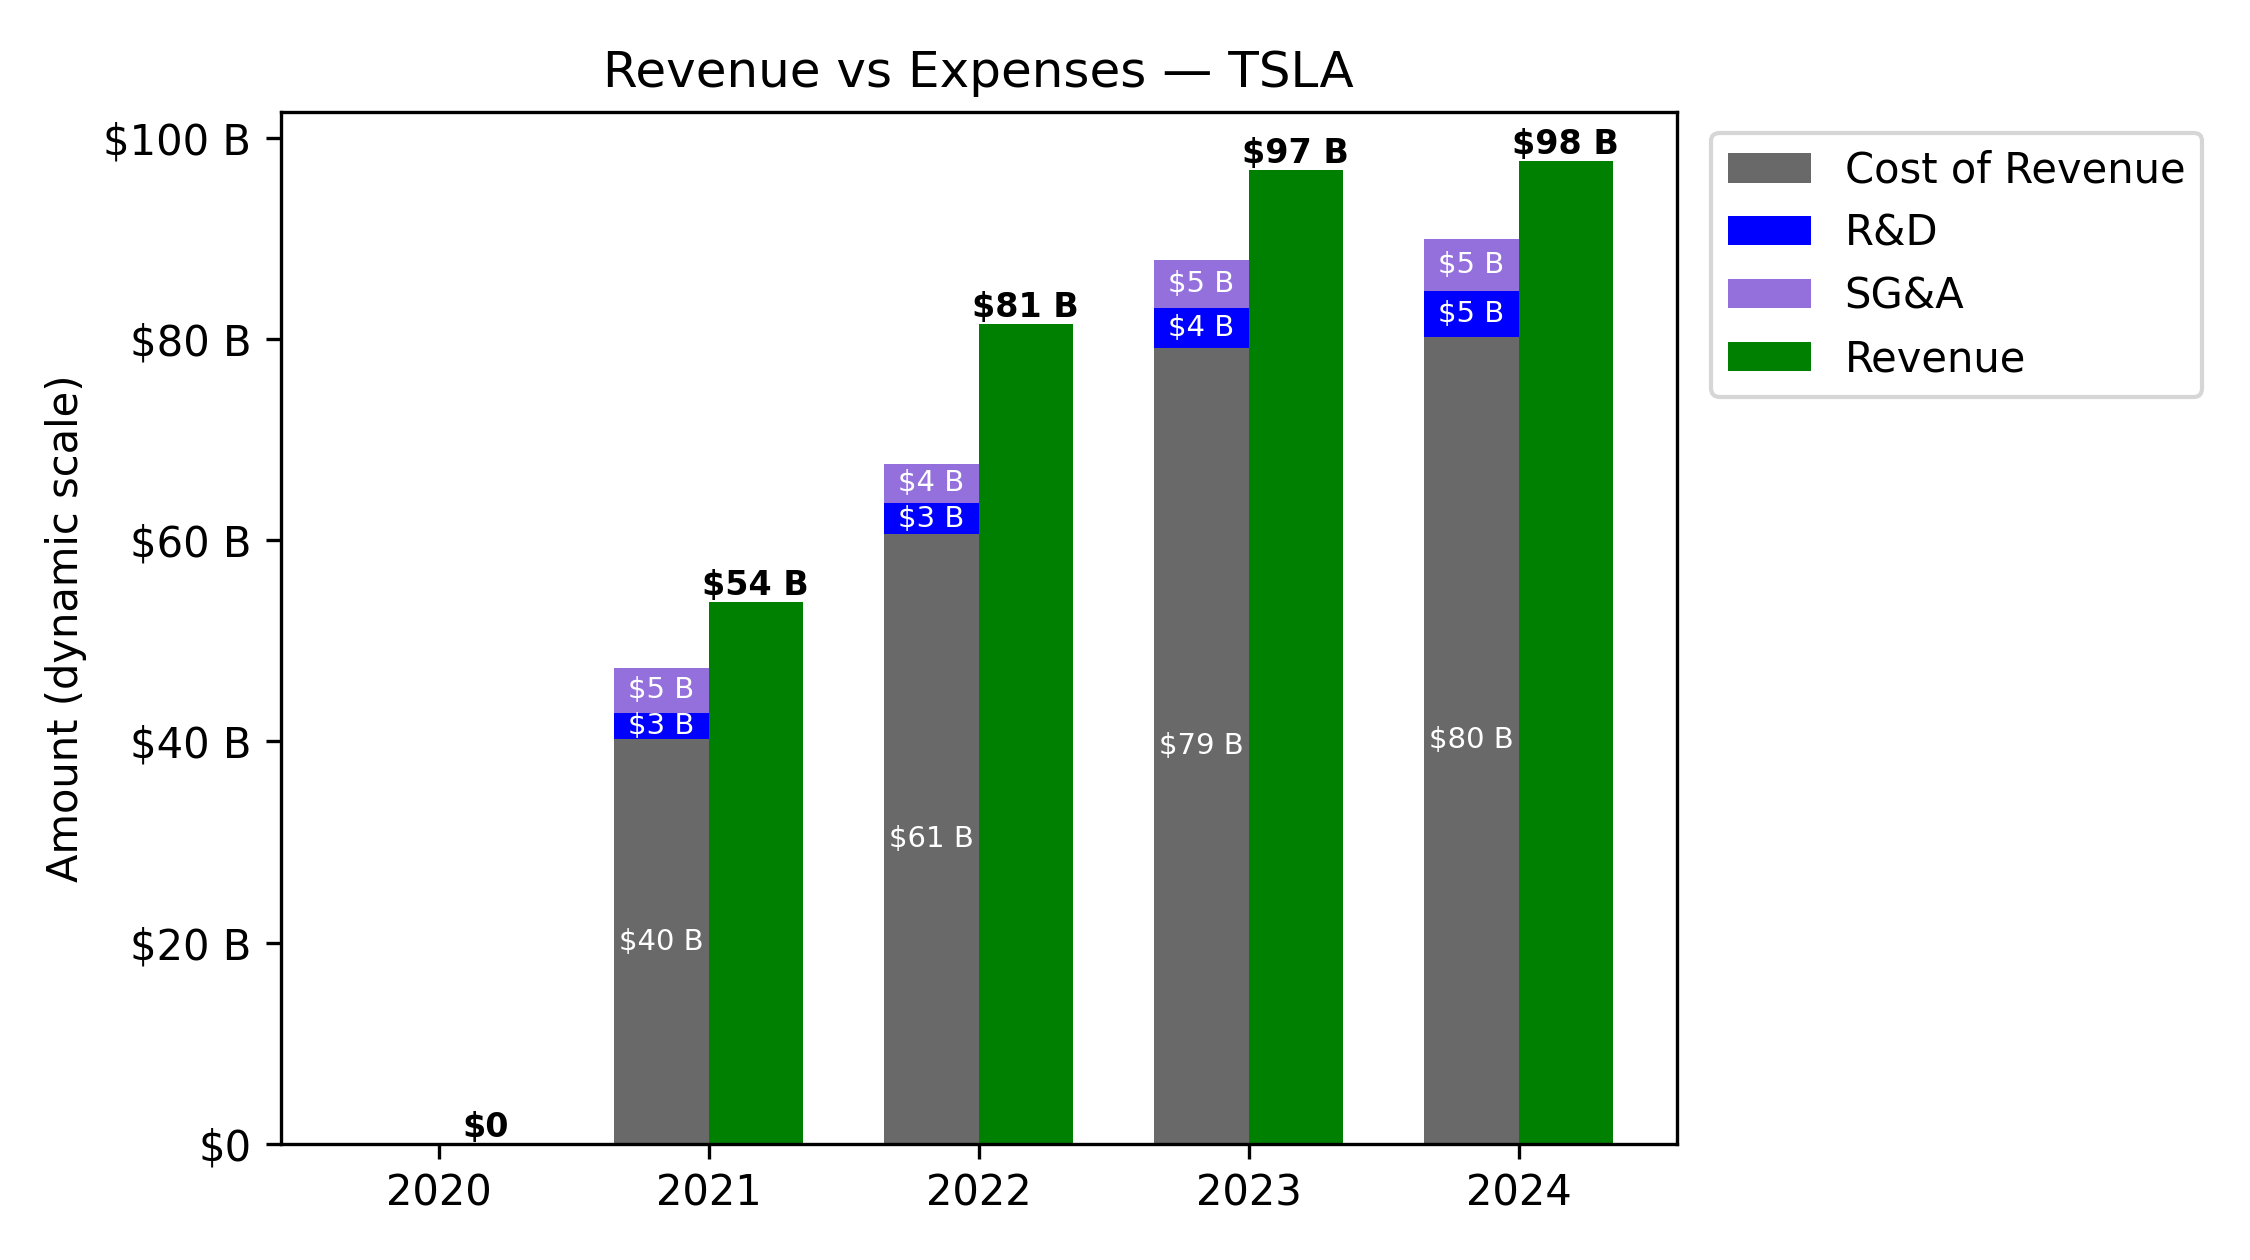 Revenue vs Expenses — TSLA
Amount (dynamic scale)
$100 B
$80 B
$60 B
$40 B
$20 B
$0
$0
$54 B
$5 B
$3 B
$40 B
$81 B
$4 B
$3 B
$61 B
$97 B
$5 B
$4 B
$79 B
$98 B
$5 B
$5 B
$80 B
2020 2021 2022 2023 2024
Cost of Revenue
R&D
SG&A
Revenue